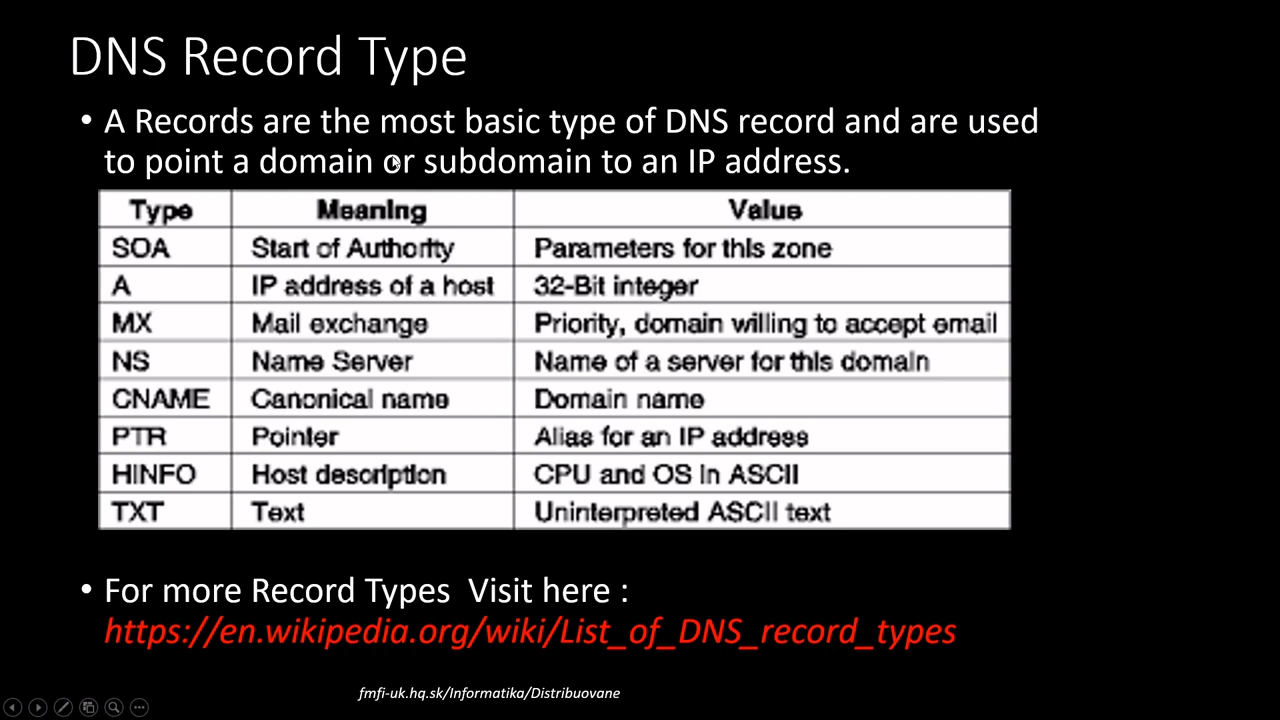 DNS Record Type
• A Records are the most basic type of DNS record and are used
to point a domain or subdomain to an IP address.
Type Meaning Value
SOA Start of Authority Parameters for this zone
A IP address of a host 32-Bit integer
MX Mail exchange Priority, domain willing to accept email
NS Name Server Name of a server for this domain
CNAME Canonical name Domain name
PTR Pointer Alias for an IP address
HINFO Host description CPU and OS in ASCII
TXT Text Uninterpreted ASCII text
• For more Record Types  Visit here :
https://en.wikipedia.org/wiki/List_of_DNS_record_types
fmfi-uk.hq.sk/Informatika/Distribuovane